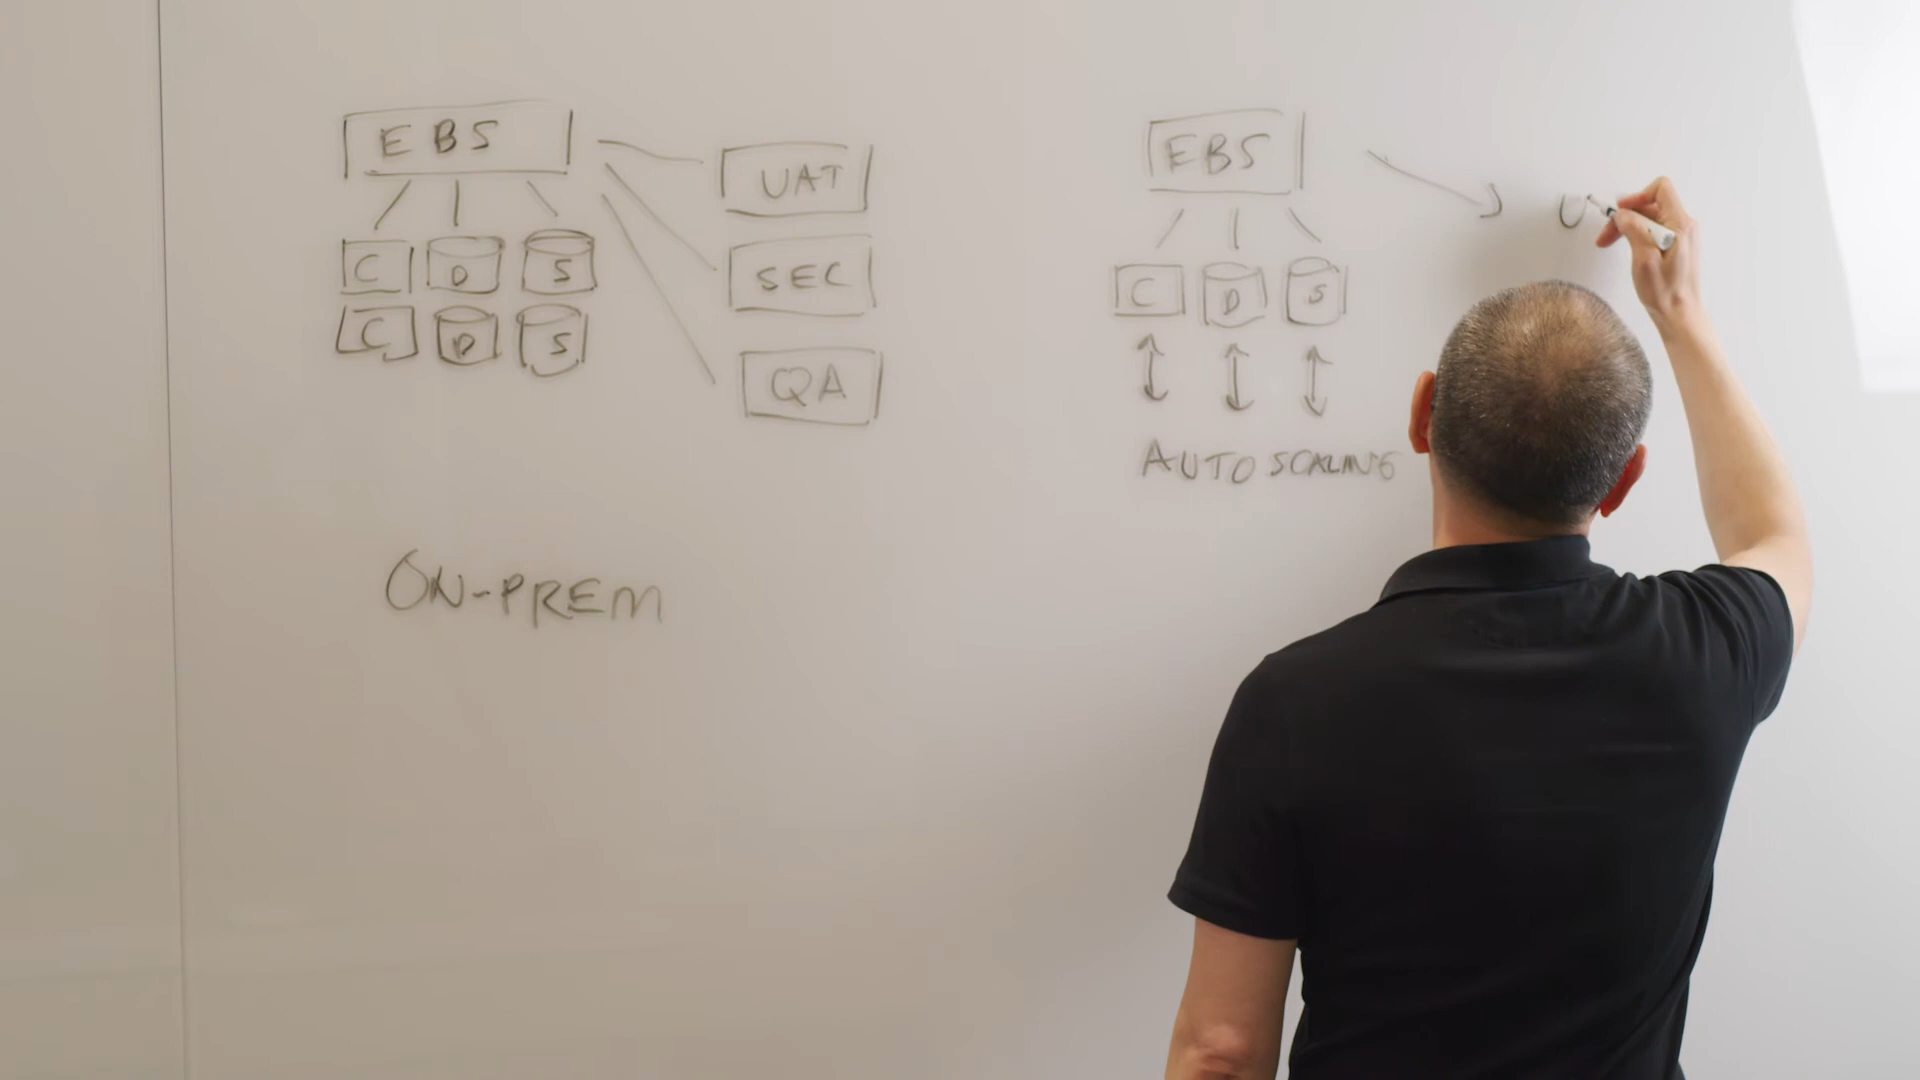 EBS
UAT
C D S
SEC
C D S
QA
ON-PREM
EBS
U
C D S
AUTO SCALING